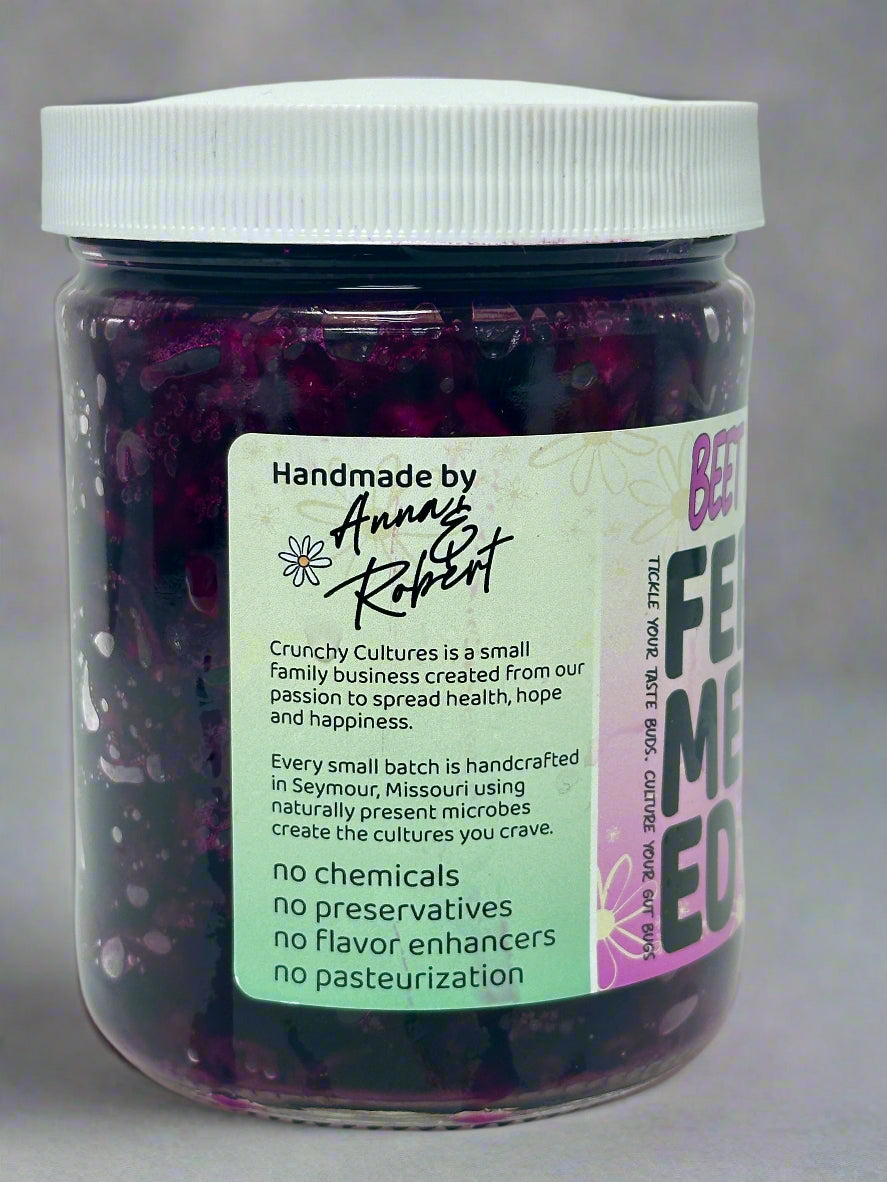 Handmade by
Anna &
Robert
Crunchy Cultures is a small
family business created from our
passion to spread health, hope
and happiness.
Every small batch is handcrafted
in Seymour, Missouri using
naturally present microbes
create the cultures you crave.
no chemicals
no preservatives
no flavor enhancers
no pasteurization
TICKLE YOUR TASTE BUDS. CULTURE YOUR GUT BUGS
BEET
FE
ME
ED